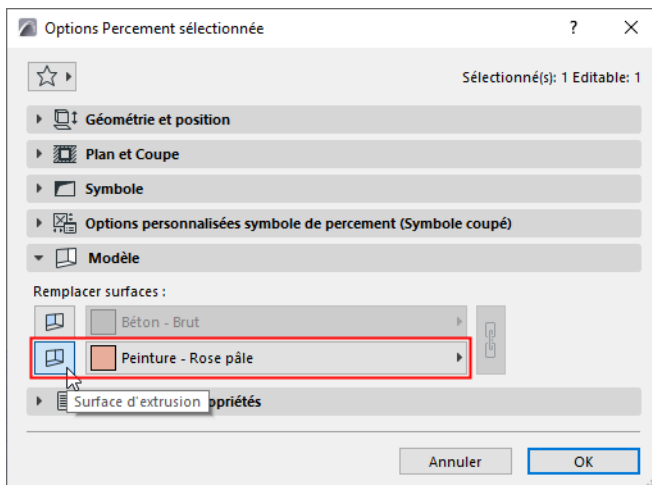 Options Percement sélectionnée
Sélectionné(s): 1 Editable: 1
Géométrie et position
Plan et Coupe
Symbole
Options personnalisées symbole de percement (Symbole coupé)
Modèle
Remplacer surfaces :
Béton - Brut
Peinture - Rose pâle
Surface d'extrusion
Annuler
OK